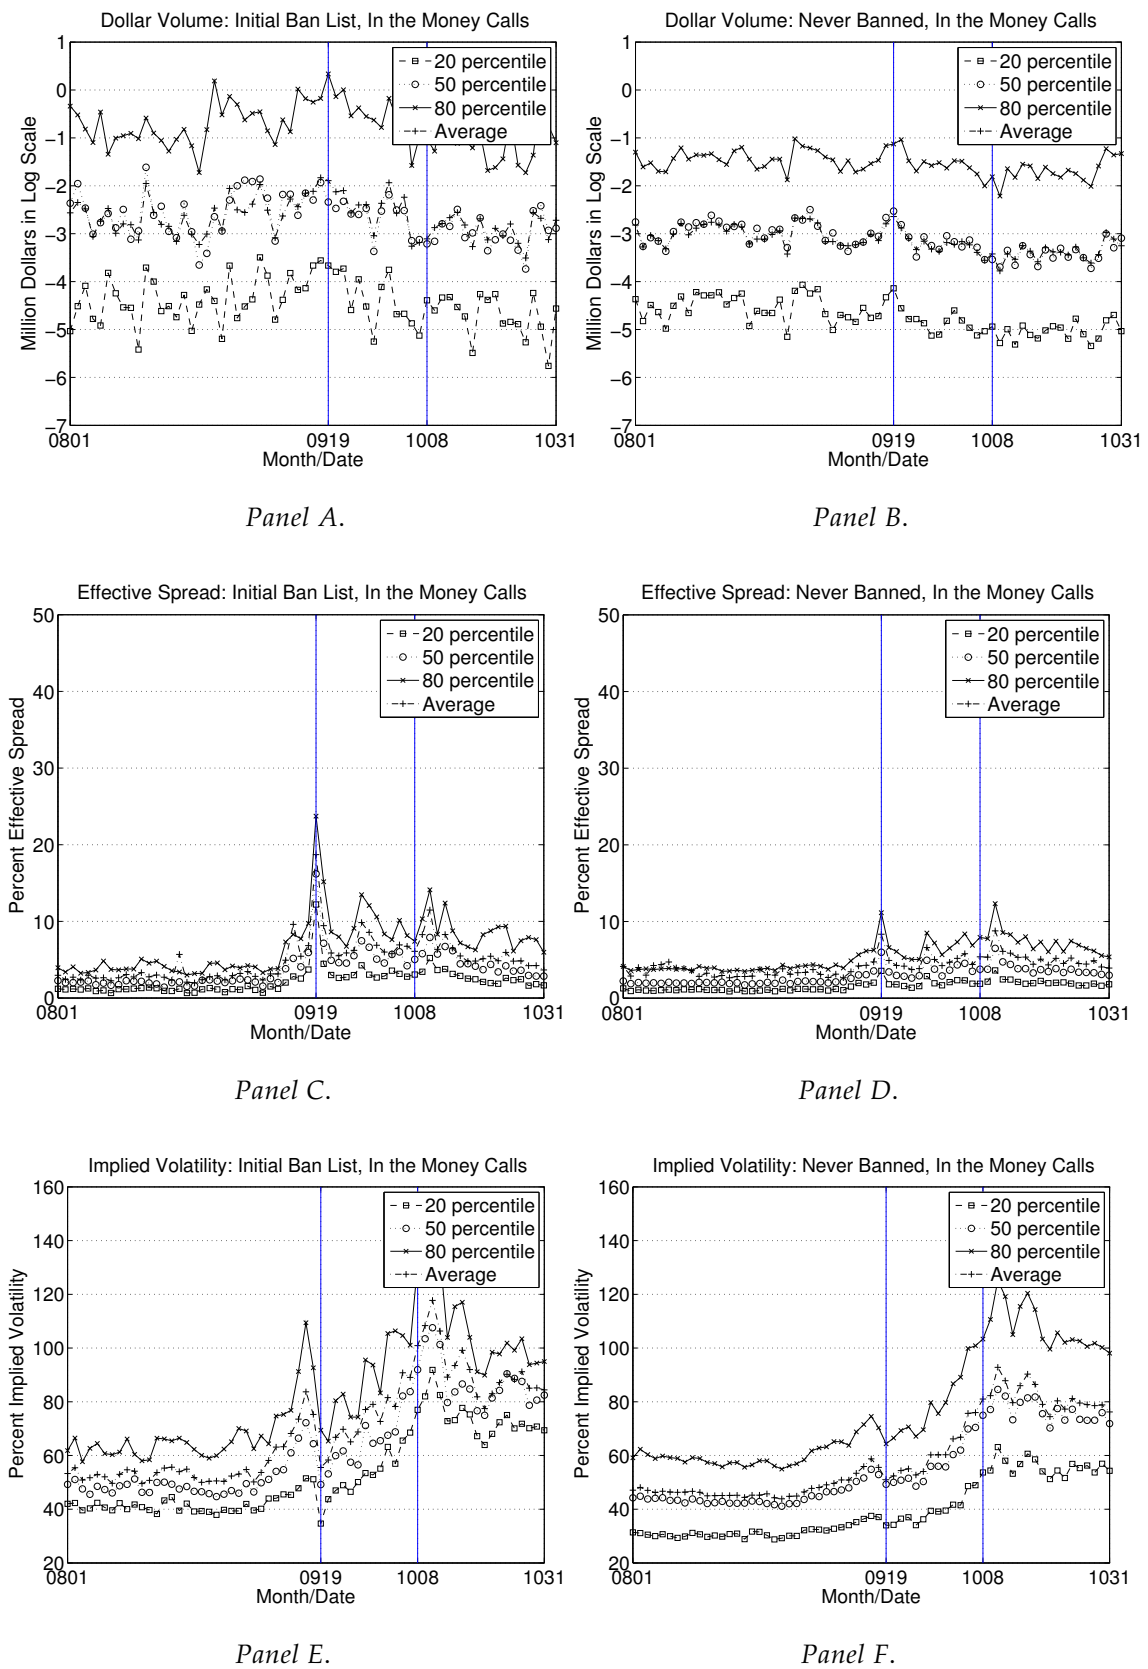 Dollar Volume: Initial Ban List, In the Money Calls
1
0
−1
−2
−3
−4
−5
−6
−7
Million Dollars in Log Scale
20 percentile
50 percentile
80 percentile
Average
0801
0919
1008
1031
Month/Date
Panel A.
Dollar Volume: Never Banned, In the Money Calls
1
0
−1
−2
−3
−4
−5
−6
−7
Million Dollars in Log Scale
20 percentile
50 percentile
80 percentile
Average
0801
0919
1008
1031
Month/Date
Panel B.
Effective Spread: Initial Ban List, In the Money Calls
50
40
30
20
10
0
Percent Effective Spread
20 percentile
50 percentile
80 percentile
Average
0801
0919
1008
1031
Month/Date
Panel C.
Effective Spread: Never Banned, In the Money Calls
50
40
30
20
10
0
Percent Effective Spread
20 percentile
50 percentile
80 percentile
Average
0801
0919
1008
1031
Month/Date
Panel D.
Implied Volatility: Initial Ban List, In the Money Calls
160
140
120
100
80
60
40
20
Percent Implied Volatility
20 percentile
50 percentile
80 percentile
Average
0801
0919
1008
1031
Month/Date
Panel E.
Implied Volatility: Never Banned, In the Money Calls
160
140
120
100
80
60
40
20
Percent Implied Volatility
20 percentile
50 percentile
80 percentile
Average
0801
0919
1008
1031
Month/Date
Panel F.